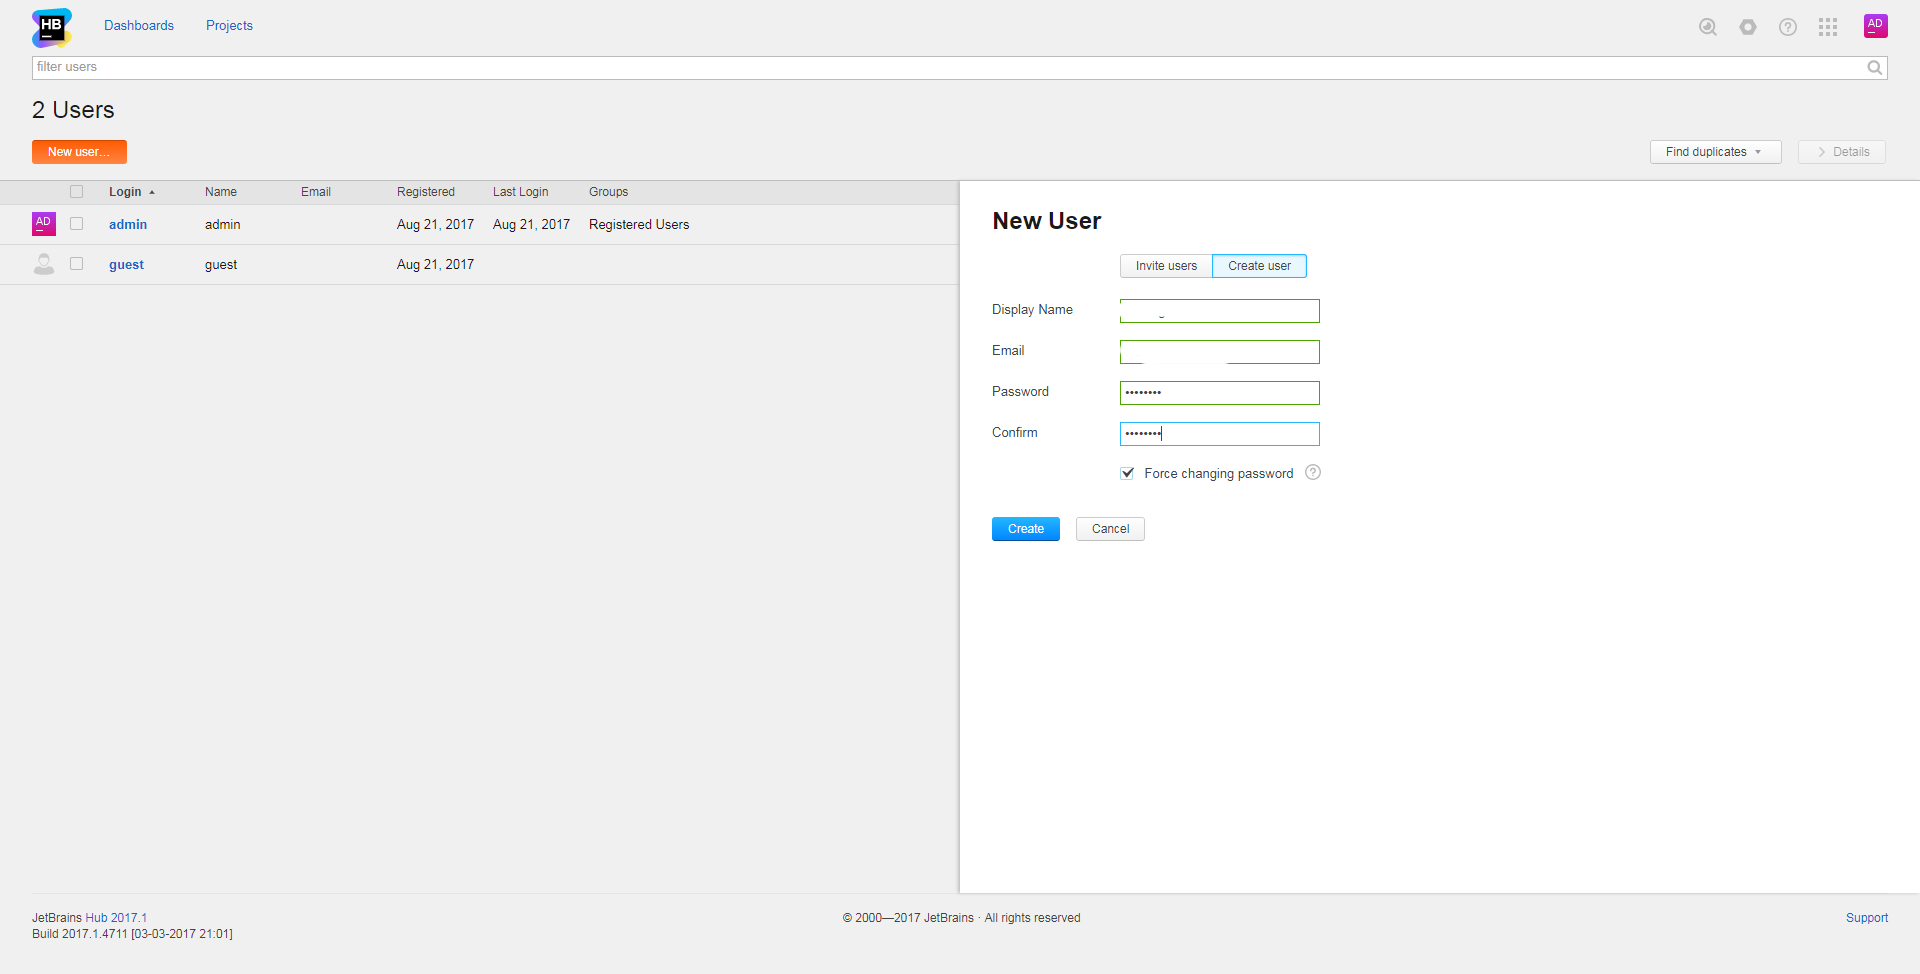 HB
Dashboards
Projects
AD
filter users
2 Users
New user...
Find duplicates
Details
Login Name Email Registered Last Login Groups
AD admin admin Aug 21, 2017 Aug 21, 2017 Registered Users
guest guest Aug 21, 2017
New User
Invite users Create user
Display Name
Email
Password ••••••••
Confirm ••••••••
Force changing password ?
Create Cancel
JetBrains Hub 2017.1
Build 2017.1.4711 [03-03-2017 21:01]
© 2000—2017 JetBrains · All rights reserved
Support